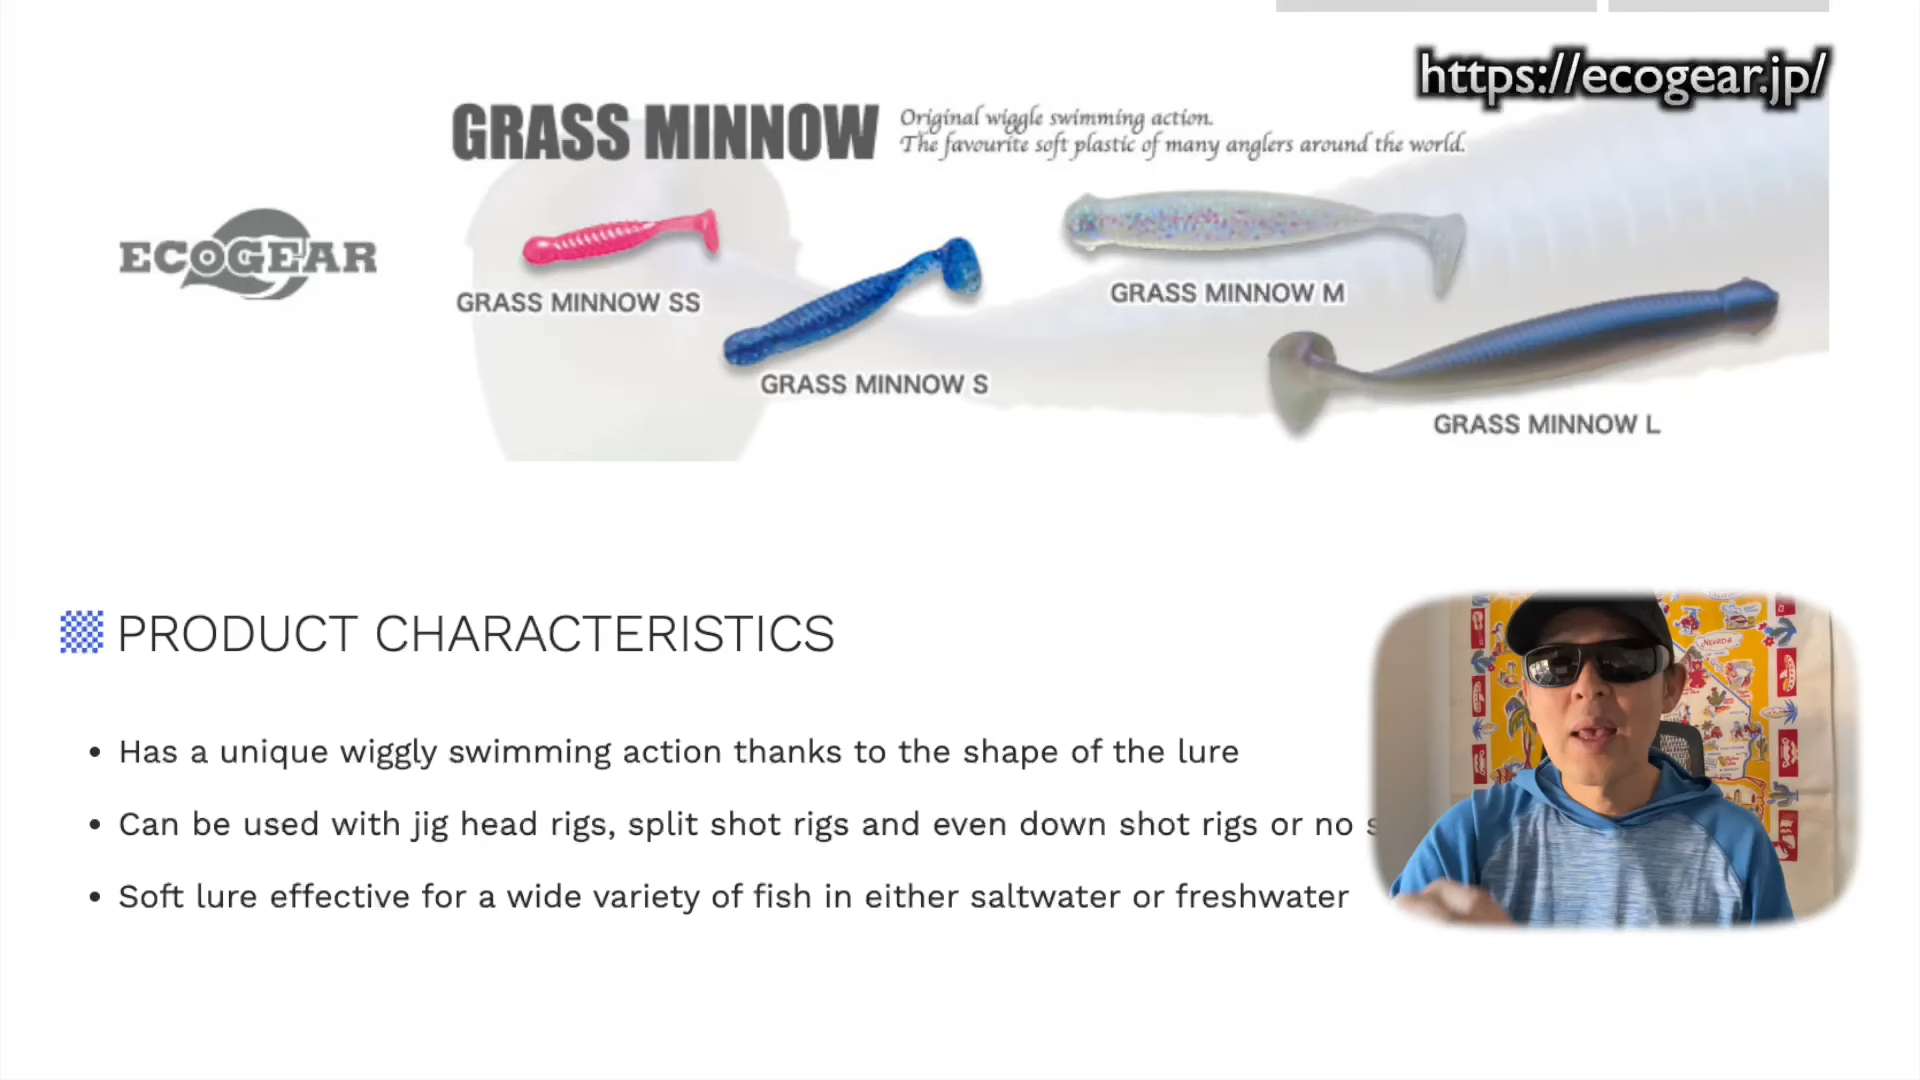 https://ecogear.jp/
GRASS MINNOW
Original wiggle swimming action.
The favourite soft plastic of many anglers around the world.
ECOGEAR
GRASS MINNOW SS
GRASS MINNOW S
GRASS MINNOW M
GRASS MINNOW L
PRODUCT CHARACTERISTICS
• Has a unique wiggly swimming action thanks to the shape of the lure
• Can be used with jig head rigs, split shot rigs and even down shot rigs or no s
• Soft lure effective for a wide variety of fish in either saltwater or freshwater
NEVADA